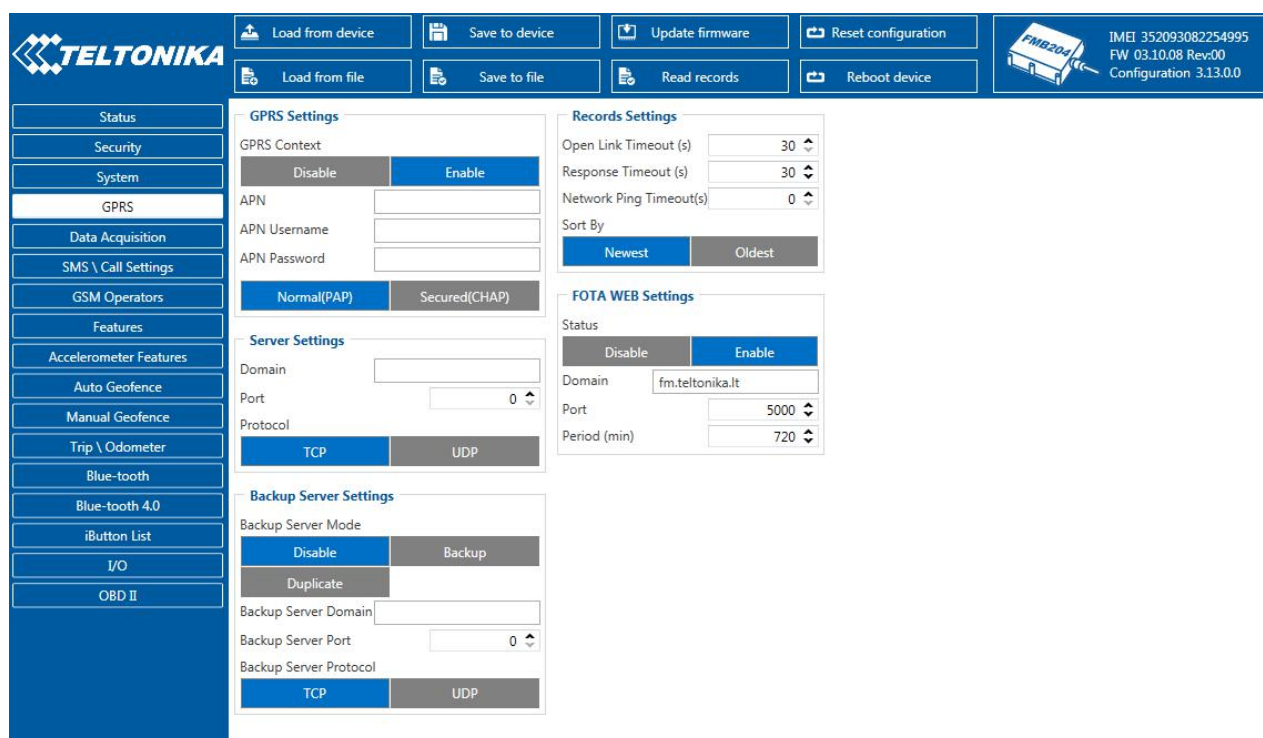 TELTONIKA
Load from device
Save to device
Update firmware
Reset configuration
Load from file
Save to file
Read records
Reboot device
FMB204
IMEI 352093082254995
FW 03.10.08 Rev:00
Configuration 3.13.0.0
Status
Security
System
GPRS
Data Acquisition
SMS \ Call Settings
GSM Operators
Features
Accelerometer Features
Auto Geofence
Manual Geofence
Trip \ Odometer
Blue-tooth
Blue-tooth 4.0
iButton List
I/O
OBD II
GPRS Settings
GPRS Context
Disable Enable
APN
APN Username
APN Password
Normal(PAP) Secured(CHAP)
Server Settings
Domain
Port 0
Protocol
TCP UDP
Backup Server Settings
Backup Server Mode
Disable Backup
Duplicate
Backup Server Domain
Backup Server Port 0
Backup Server Protocol
TCP UDP
Records Settings
Open Link Timeout (s) 30
Response Timeout (s) 30
Network Ping Timeout(s) 0
Sort By
Newest Oldest
FOTA WEB Settings
Status
Disable Enable
Domain fm.teltonika.lt
Port 5000
Period (min) 720